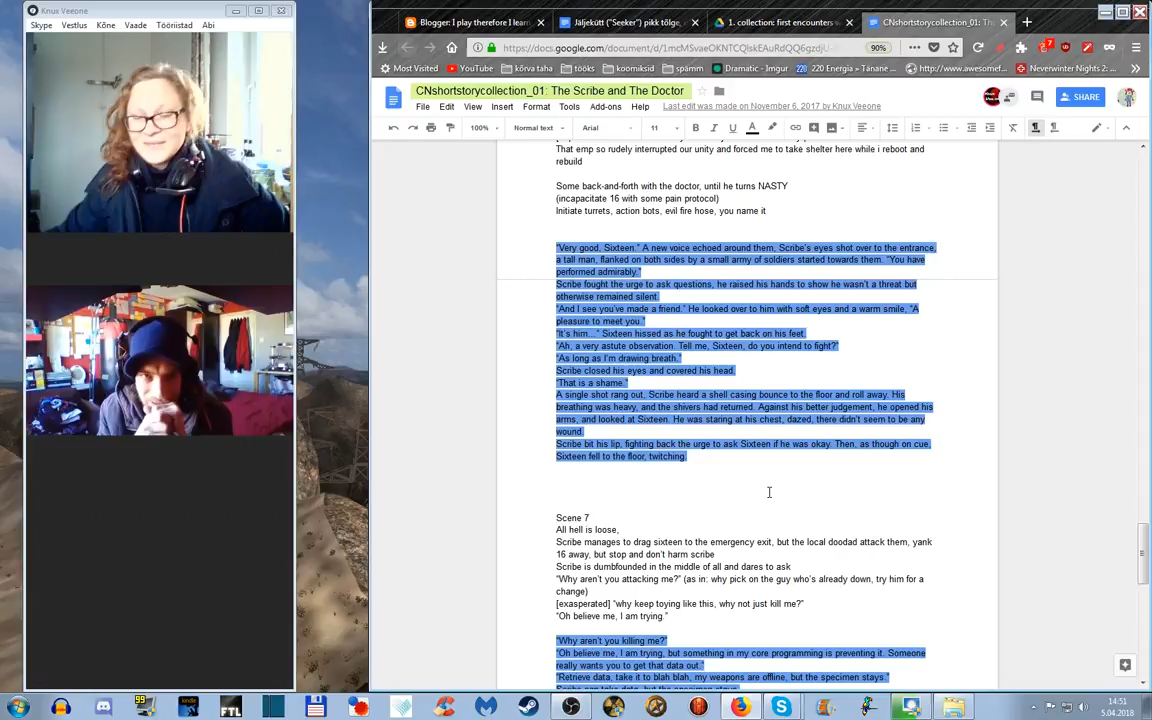 Knus Veeone
Skype Vestlus Kõne Vaade Tööriistad Abi
Blogger: I play therefore I learn
Jäljekütt ("Seeker") pikk tõlge,
1. collection: first encounters
CNshortstorycollection_01: Th
https://docs.google.com/document/d/1mcMSvaeOKNTCQlskEAuRdQQ6gzdjU
90%
Most Visited YouTube kõrva taha tööks koomiksid spämm Dramatic - Imgur 220 Energia › Tänane http://www.awesomef Neverwinter Nights 2:
CNshortstorycollection_01: The Scribe and The Doctor
SHARE
File Edit View Insert Format Tools Add-ons Help Last edit was made on November 6, 2017 by Knux Veeone
100% Normal text Arial 11
That emp so rudely interrupted our unity and forced me to take shelter here while i reboot and
rebuild
Some back-and-forth with the doctor, until he turns NASTY
(incapacitate 16 with some pain protocol)
Initiate turrets, action bots, evil fire hose, you name it
"Very good, Sixteen." A new voice echoed around them, Scribe's eyes shot over to the entrance,
a tall man, flanked on both sides by a small army of soldiers started towards them. "You have
performed admirably."
Scribe fought the urge to ask questions, he raised his hands to show he wasn't a threat but
otherwise remained silent.
"And I see you've made a friend." He looked over to him with soft eyes and a warm smile, "A
pleasure to meet you."
"It's him..." Sixteen hissed as he fought to get back on his feet.
"Ah, a very astute observation. Tell me, Sixteen, do you intend to fight?"
"As long as I'm drawing breath."
Scribe closed his eyes and covered his head.
"That is a shame."
A single shot rang out, Scribe heard a shell casing bounce to the floor and roll away. His
breathing was heavy, and the shivers had returned. Against his better judgement, he opened his
arms, and looked at Sixteen. He was staring at his chest, dazed, there didn't seem to be any
wound.
Scribe bit his lip, fighting back the urge to ask Sixteen if he was okay. Then, as though on cue,
Sixteen fell to the floor, twitching.
Scene 7
All hell is loose,
Scribe manages to drag sixteen to the emergency exit, but the local doodad attack them, yank
16 away, but stop and don't harm scribe
Scribe is dumbfounded in the middle of all and dares to ask
"Why aren't you attacking me?" (as in: why pick on the guy who's already down, try him for a
change)
[exasperated] "why keep toying like this, why not just kill me?"
"Oh believe me, I am trying."
"Why aren't you killing me?"
"Oh believe me, I am trying, but something in my core programming is preventing it. Someone
really wants you to get that data out."
"Retrieve data, take it to blah blah, my weapons are offline, but the specimen stays."
Scribe can take data, but the specimen stays.
FTL
14:51
5.04.2018